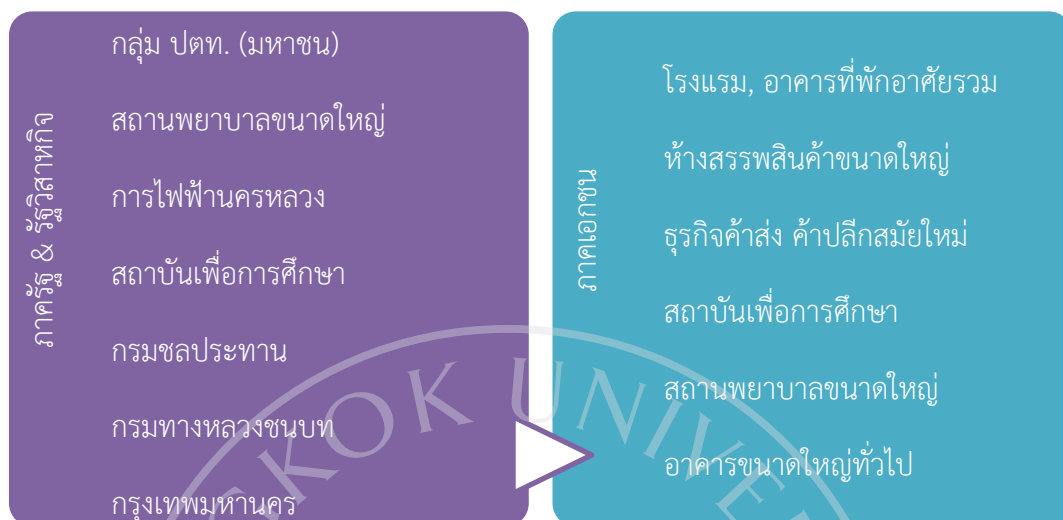 ภาครัฐ & รัฐวิสาหกิจ
กลุ่ม ปตท. (มหาชน)
สถานพยาบาลขนาดใหญ่
การไฟฟ้านครหลวง
สถาบันเพื่อการศึกษา
กรมชลประทาน
กรมทางหลวงชนบท
กรุงเทพมหานคร
ภาคเอกชน
โรงแรม, อาคารที่พักอาศัยรวม
ห้างสรรพสินค้าขนาดใหญ่
ธุรกิจค้าส่ง ค้าปลีกสมัยใหม่
สถาบันเพื่อการศึกษา
สถานพยาบาลขนาดใหญ่
อาคารขนาดใหญ่ทั่วไป